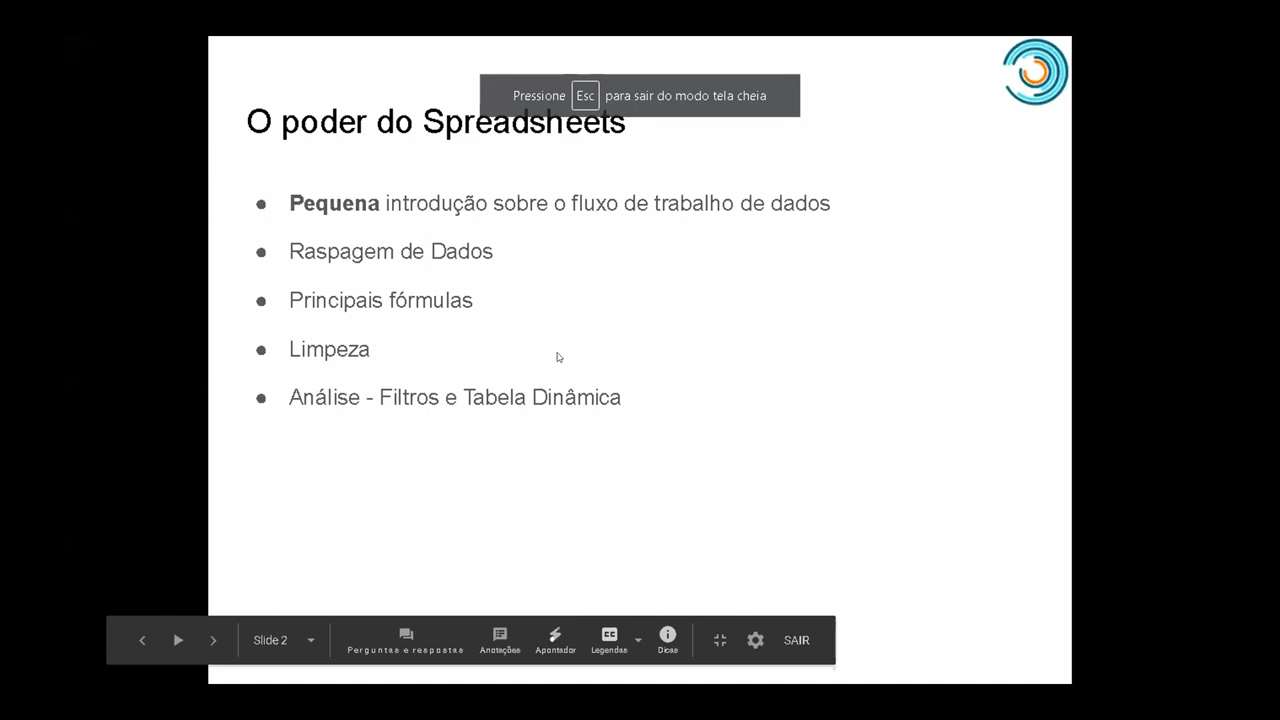 Pressione Esc para sair do modo tela cheia
O poder do Spreadsheets
● Pequena introdução sobre o fluxo de trabalho de dados
● Raspagem de Dados
● Principais fórmulas
● Limpeza
● Análise - Filtros e Tabela Dinâmica
Slide 2 Perguntas e respostas Anotações Apontador Legendas Dicas SAIR